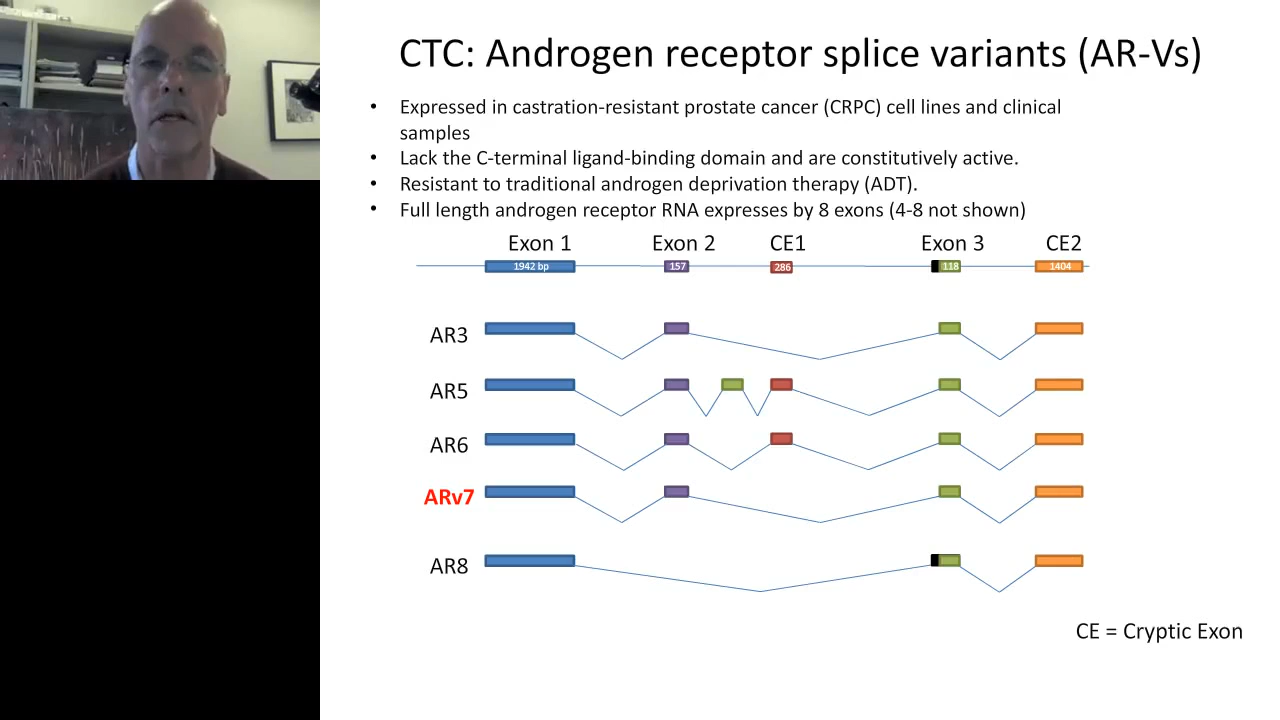 CTC: Androgen receptor splice variants (AR-Vs)
• Expressed in castration-resistant prostate cancer (CRPC) cell lines and clinical
samples
• Lack the C-terminal ligand-binding domain and are constitutively active.
• Resistant to traditional androgen deprivation therapy (ADT).
• Full length androgen receptor RNA expresses by 8 exons (4-8 not shown)
Exon 1 Exon 2 CE1 Exon 3 CE2
1942 bp 157 286 118 1404
AR3
AR5
AR6
ARv7
AR8
CE = Cryptic Exon